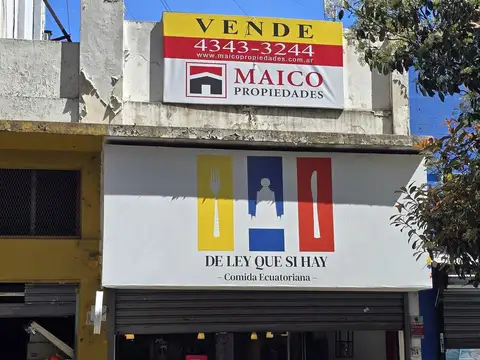 VENDE
4343-3244
www.maicopropiedades.com.ar
MAICO
PROPIEDADES
DE LEY QUE SI HAY
– Comida Ecuatoriana –